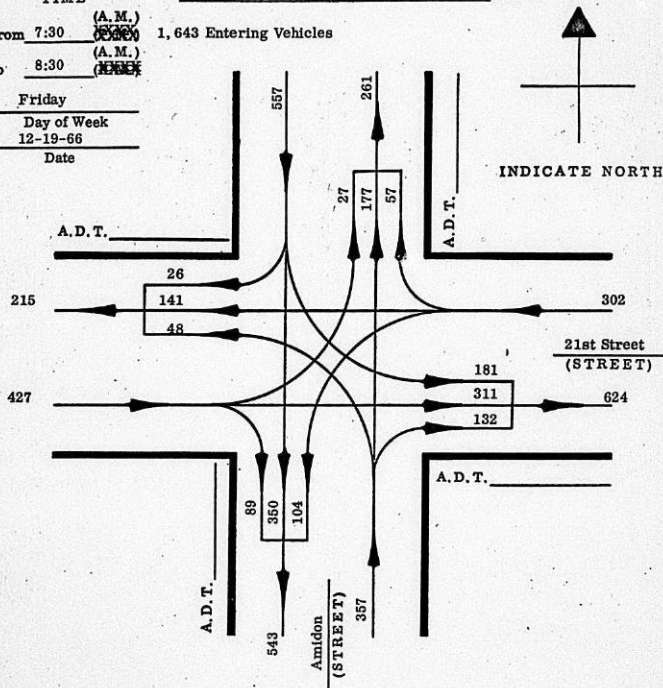 TIME
(A.M.)
from 7:30 1,643 Entering Vehicles
(A.M.)
8:30
Friday
Day of Week
12-19-66
Date
INDICATE NORTH
557
261
27
177
57
A.D.T.
A.D.T.
26
215
141
302
48
21st Street
(STREET)
181
427
311
624
132
A.D.T.
89
350
104
A.D.T.
543
Amidon
(STREET)
357